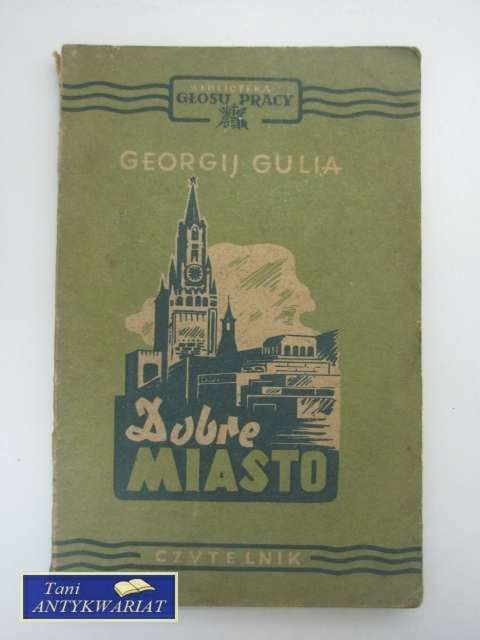 BIBLIOTEKA
GŁOSU PRACY
GEORGIJ GULIA
Dobre
MIASTO
CZYTELNIK
Tani
ANTYKWARIAT